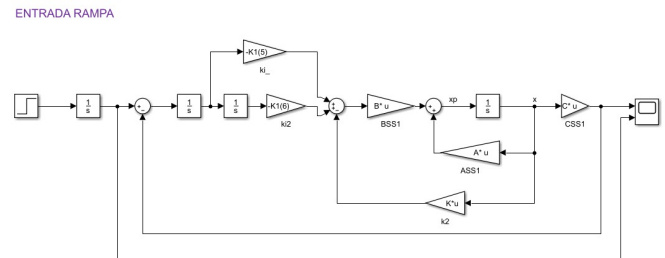 ENTRADA RAMPA
-K1(5)
ki_
1
s
1
s
1
s
-K1(6)
ki2
B* u
BSS1
xp
1
s
x
C* u
CSS1
A* u
ASS1
K*u
k2